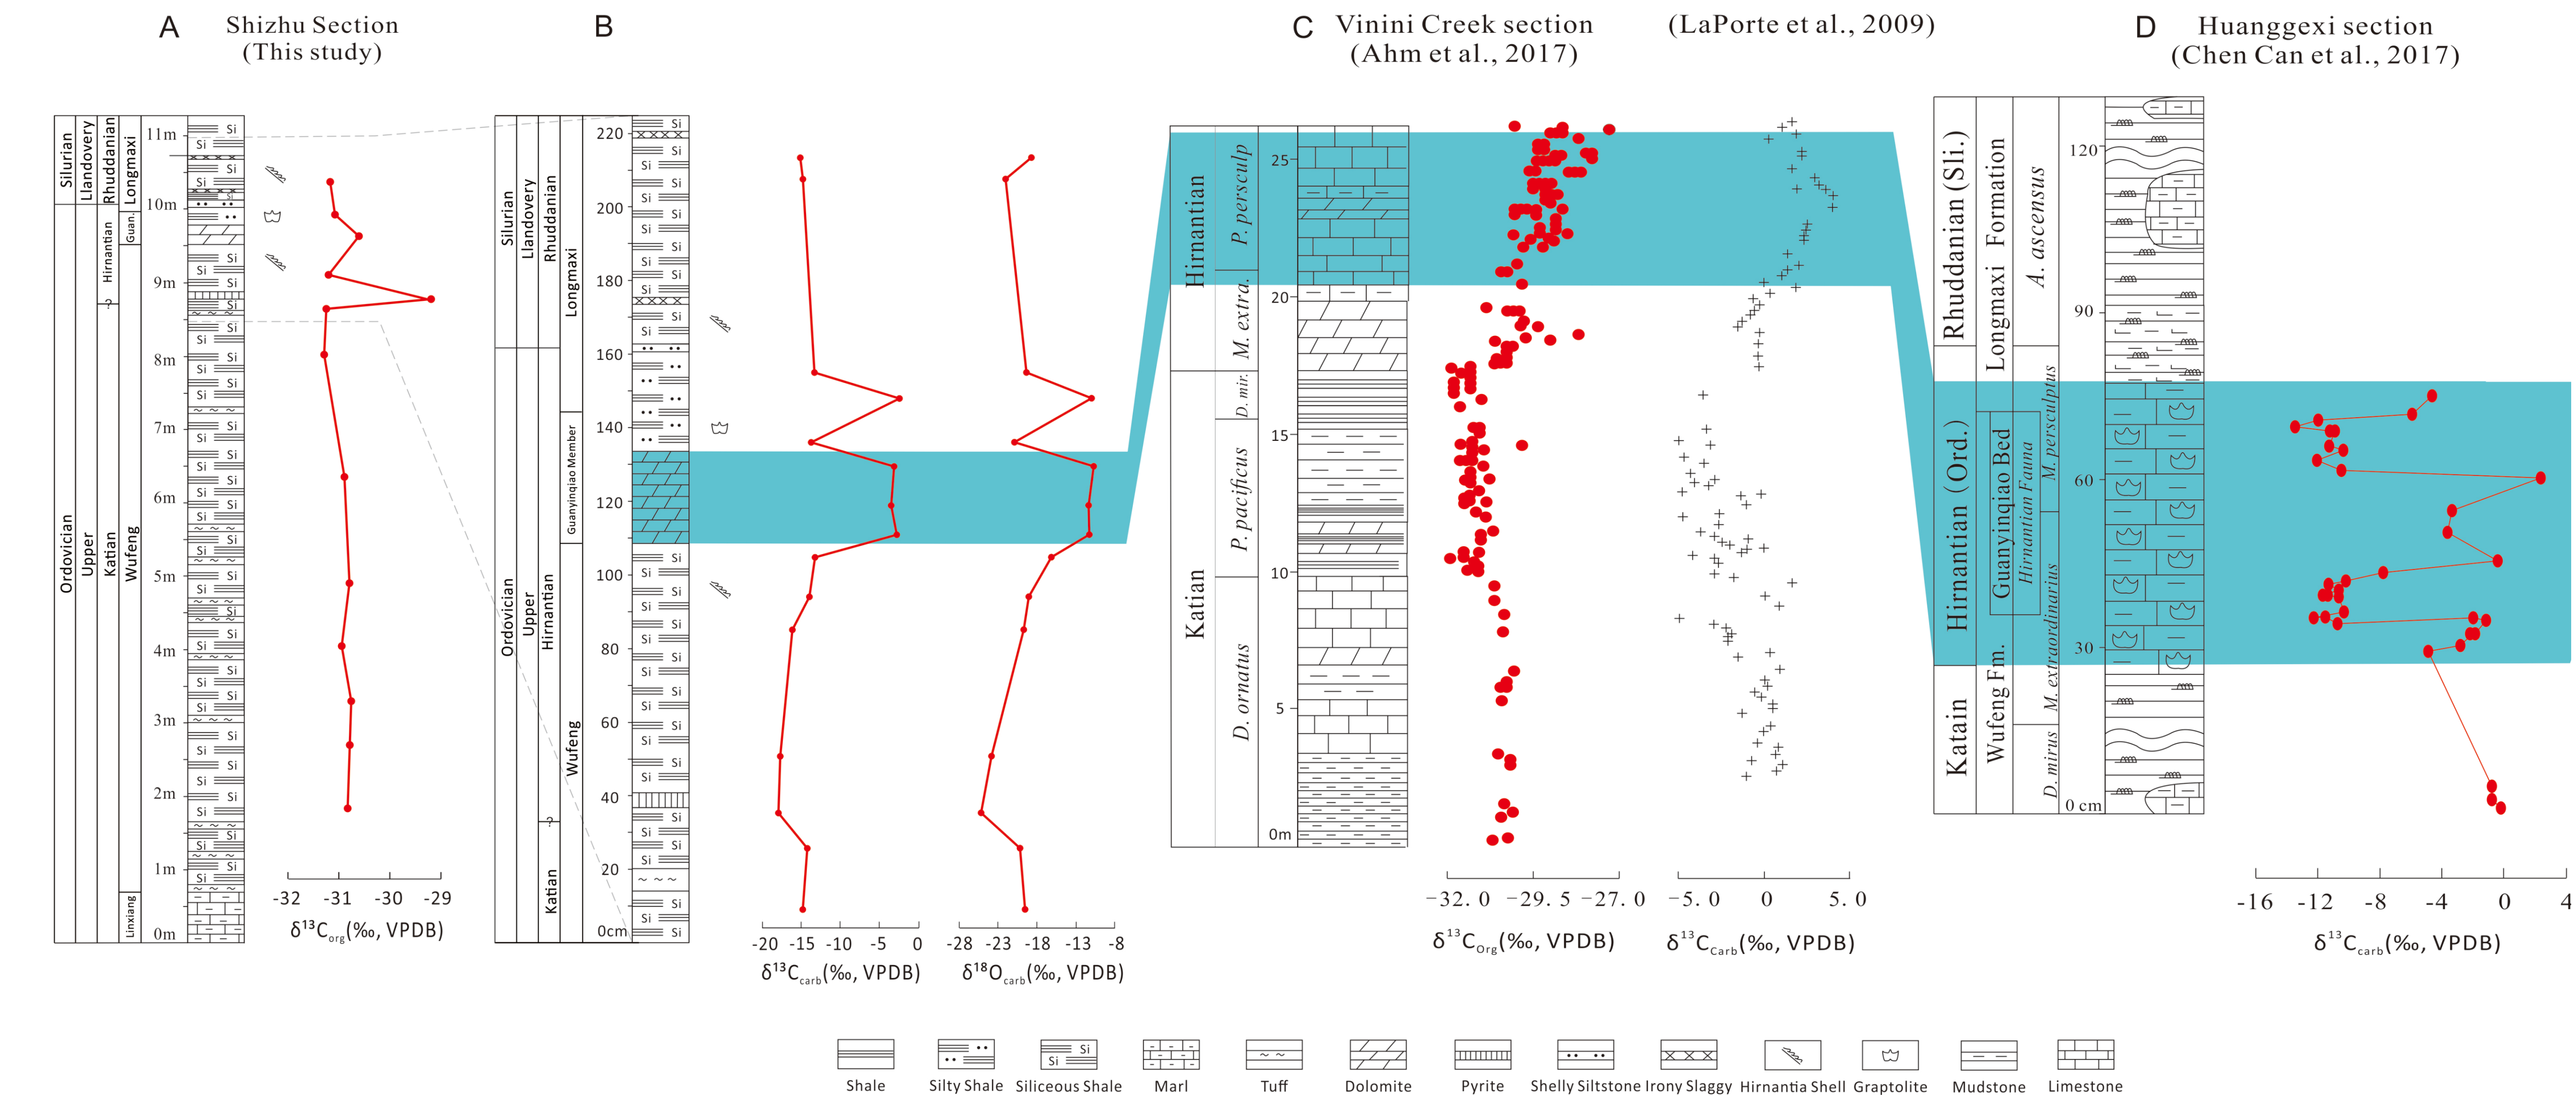 A
Shizhu Section
(This study)
B
C
Vinini Creek section
(Ahm et al., 2017)
(LaPorte et al., 2009)
D
Huanggexi section
(Chen Can et al., 2017)
Silurian
Llandovery
Rhuddanian
Longmaxi
Ordovician
Upper
Hirnantian
Katian
Guan.
Wufeng
Linxiang
?
11m
10m
9m
8m
7m
6m
5m
4m
3m
2m
1m
0m
-32 -31 -30 -29
δ¹³Corg(‰, VPDB)
Silurian
Llandovery
Rhuddanian
Longmaxi
Guanyinqiao Member
Ordovician
Upper
Hirnantian
Wufeng
?
Katian
220
200
180
160
140
120
100
80
60
40
20
0cm
-20 -15 -10 -5 0
δ¹³Ccarb(‰, VPDB)
-28 -23 -18 -13 -8
δ¹⁸Ocarb(‰, VPDB)
Hirnantian
Katian
P. persculp
M. extra.
D. mir.
P. pacificus
D. ornatus
25
20
15
10
5
0m
−32. 0 −29. 5 −27. 0
δ¹³COrg(‰, VPDB)
−5. 0 0 5. 0
δ¹³CCarb(‰, VPDB)
Rhuddanian (Sli.)
Hirnantian (Ord.)
Katain
Longmaxi Formation
Guanyinqiao Bed
Hirnantian Fauna
Wufeng Fm.
A. ascensus
M. persculptus
M. extraordinarius
D. mirus
120
90
60
30
0 cm
-16 -12 -8 -4 0 4
δ¹³Ccarb(‰, VPDB)
Si
Si
Shale
Silty Shale
Siliceous Shale
Marl
Tuff
Dolomite
Pyrite
Shelly Siltstone
Irony Slaggy
Hirnantia Shell
Graptolite
Mudstone
Limestone